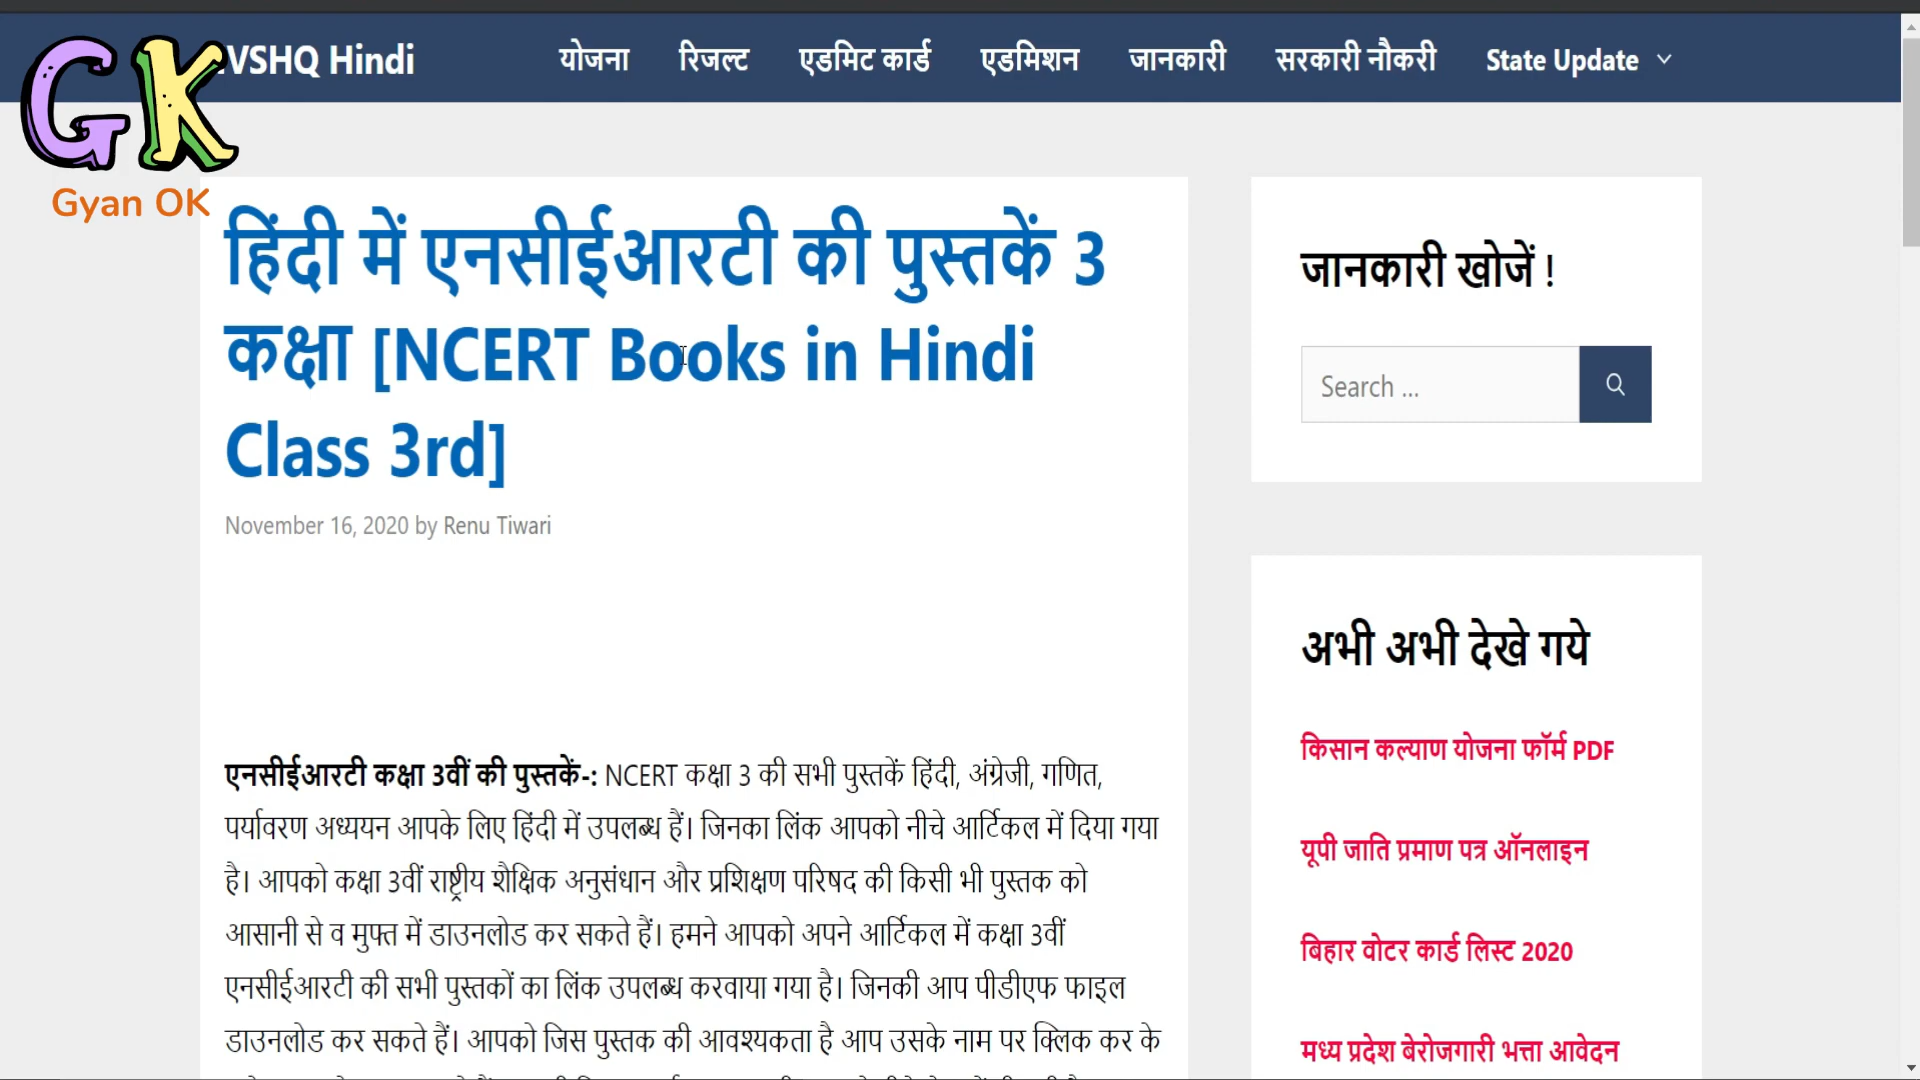 GK
Gyan OK
VSHQ Hindi
योजना
रिजल्ट
एडमिट कार्ड
एडमिशन
जानकारी
सरकारी नौकरी
State Update
हिंदी में एनसीईआरटी की पुस्तकें 3
कक्षा [NCERT Books in Hindi
Class 3rd]
November 16, 2020 by Renu Tiwari
एनसीईआरटी कक्षा 3वीं की पुस्तकें-: NCERT कक्षा 3 की सभी पुस्तकें हिंदी, अंग्रेजी, गणित,
पर्यावरण अध्ययन आपके लिए हिंदी में उपलब्ध हैं। जिनका लिंक आपको नीचे आर्टिकल में दिया गया
है। आपको कक्षा 3वीं राष्ट्रीय शैक्षिक अनुसंधान और प्रशिक्षण परिषद की किसी भी पुस्तक को
आसानी से व मुफ्त में डाउनलोड कर सकते हैं। हमने आपको अपने आर्टिकल में कक्षा 3वीं
एनसीईआरटी की सभी पुस्तकों का लिंक उपलब्ध करवाया गया है। जिनकी आप पीडीएफ फाइल
डाउनलोड कर सकते हैं। आपको जिस पुस्तक की आवश्यकता है आप उसके नाम पर क्लिक कर के
जानकारी खोजें !
Search ...
अभी अभी देखे गये
किसान कल्याण योजना फॉर्म PDF
यूपी जाति प्रमाण पत्र ऑनलाइन
बिहार वोटर कार्ड लिस्ट 2020
मध्य प्रदेश बेरोजगारी भत्ता आवेदन